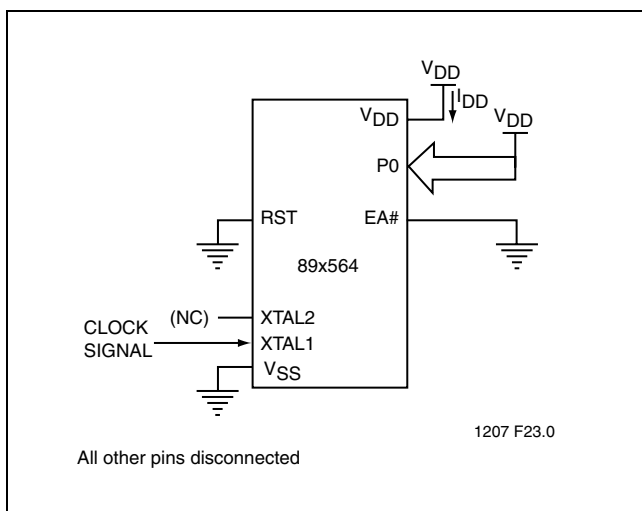 VDD
IDD
VDD
VDD
P0
RST
EA#
89x564
(NC)
XTAL2
CLOCK
SIGNAL
XTAL1
VSS
1207 F23.0
All other pins disconnected